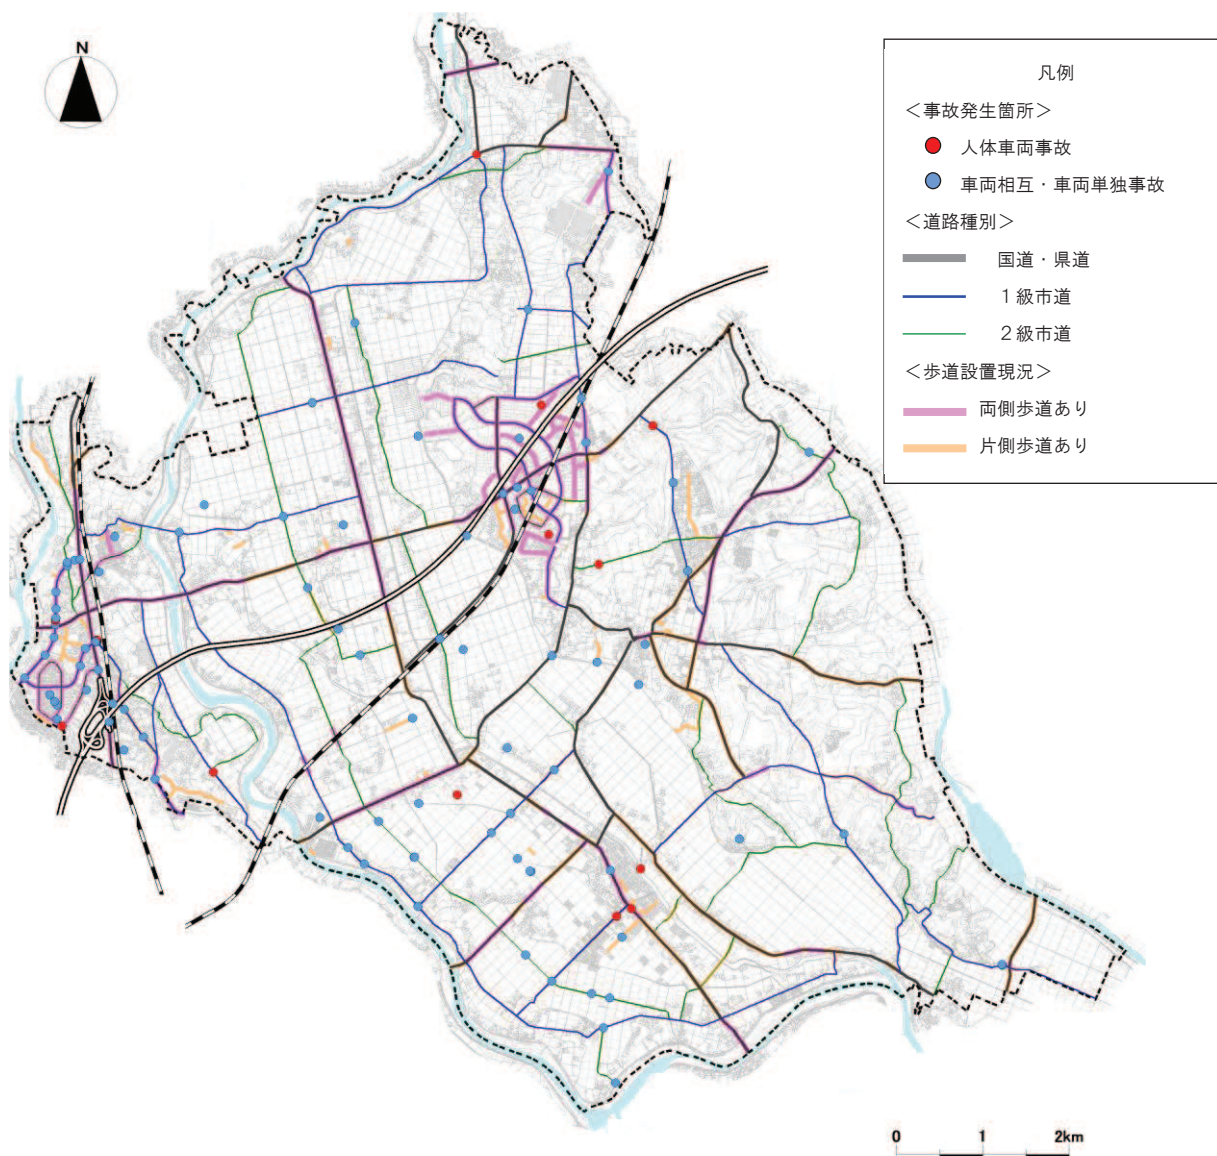 N
凡例
＜事故発生箇所＞
人体車両事故
車両相互・車両単独事故
＜道路種別＞
国道・県道
１級市道
２級市道
＜歩道設置現況＞
両側歩道あり
片側歩道あり
0 1 2km